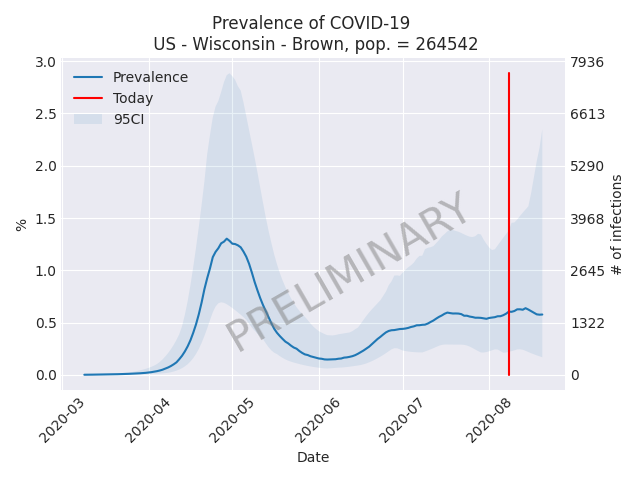 Prevalence of COVID-19
US - Wisconsin - Brown, pop. = 264542
Prevalence
Today
95CI
PRELIMINARY
%
3.0
2.5
2.0
1.5
1.0
0.5
0.0
7936
6613
5290
3968
2645
1322
0
# of infections
2020-03
2020-04
2020-05
2020-06
2020-07
2020-08
Date